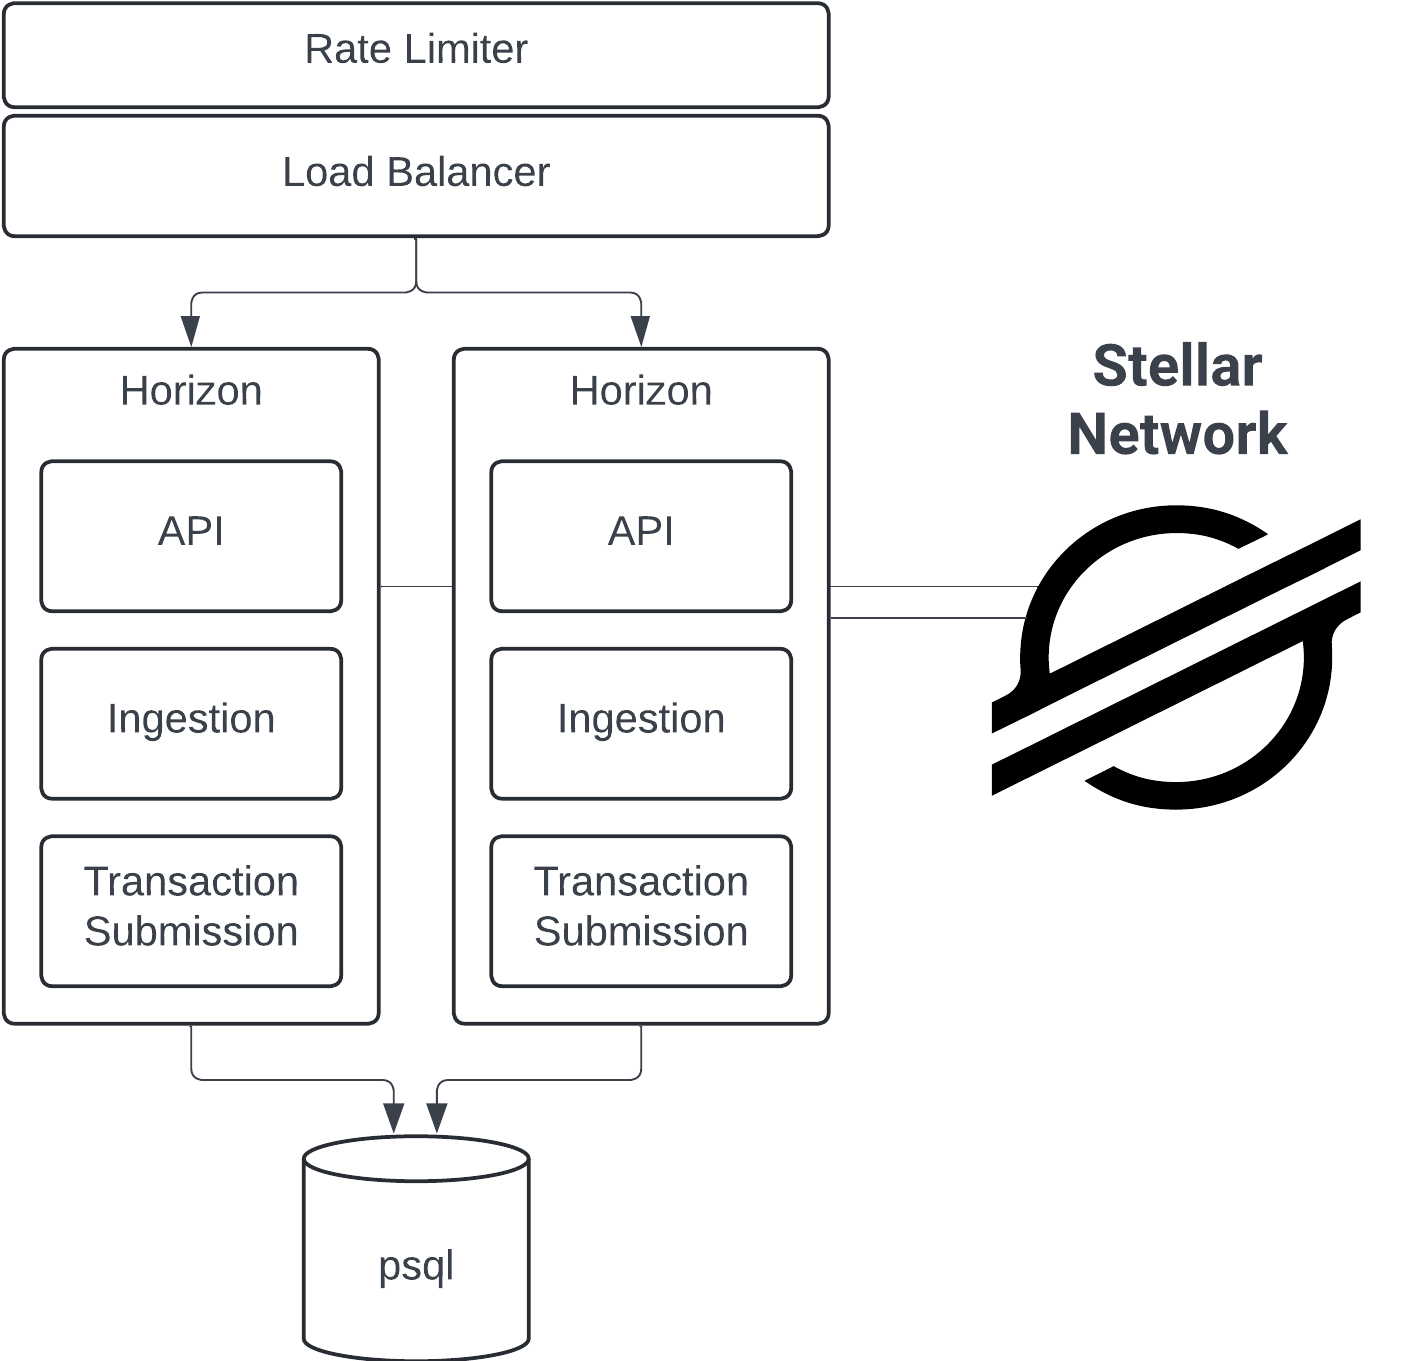 Rate Limiter
Load Balancer
Horizon
API
Ingestion
Transaction
Submission
Horizon
API
Ingestion
Transaction
Submission
Stellar
Network
psql